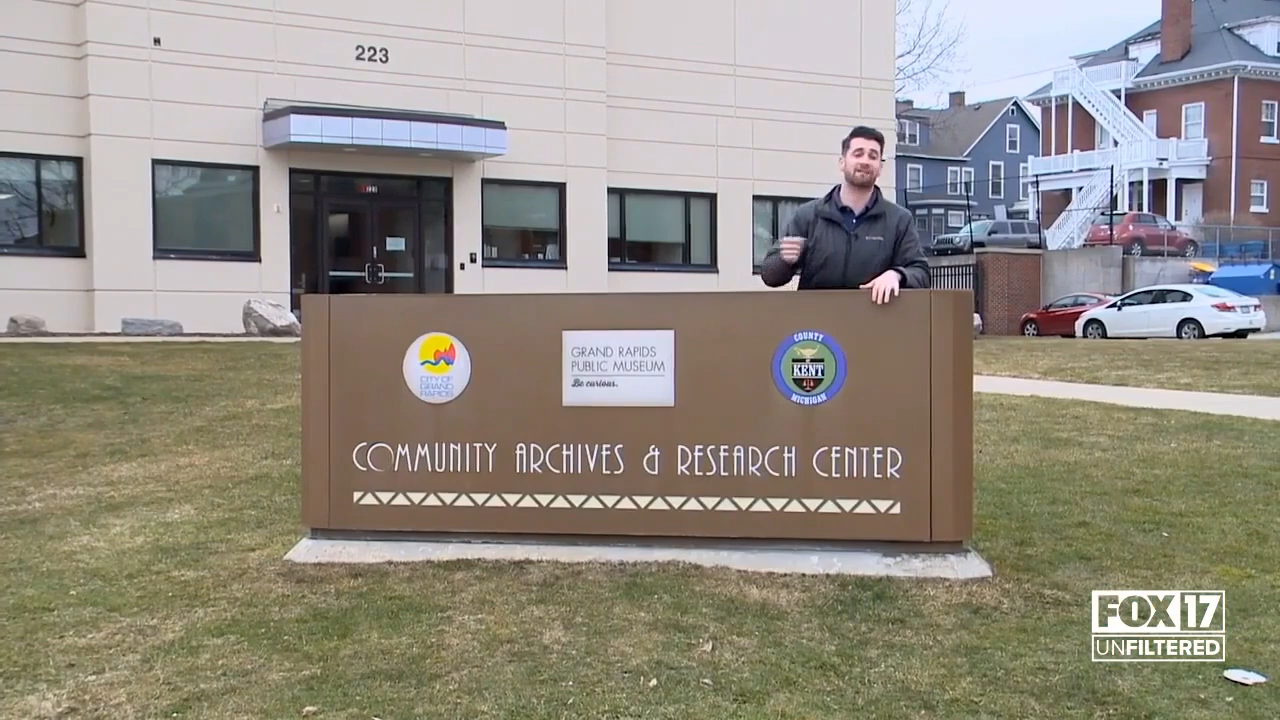 223
CITY OF
GRAND
RAPIDS
GRAND RAPIDS
PUBLIC MUSEUM
Be curious.
COUNTY
KENT
MICHIGAN
COMMUNITY ARCHIVES & RESEARCH CENTER
FOX 17
UNFILTERED